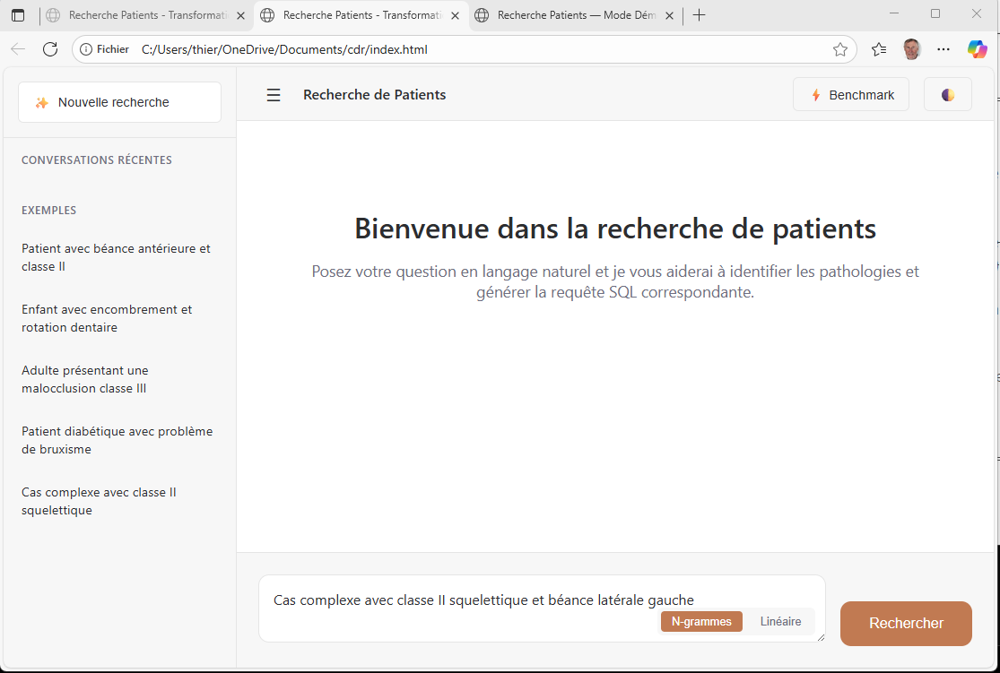 Recherche Patients - Transformati
Recherche Patients - Transformati
Recherche Patients — Mode Dém
Fichier
C:/Users/thier/OneDrive/Documents/cdr/index.html
Nouvelle recherche
Recherche de Patients
Benchmark
CONVERSATIONS RÉCENTES
EXEMPLES
Patient avec béance antérieure et
classe II
Enfant avec encombrement et
rotation dentaire
Adulte présentant une
malocclusion classe III
Patient diabétique avec problème
de bruxisme
Cas complexe avec classe II
squelettique
Bienvenue dans la recherche de patients
Posez votre question en langage naturel et je vous aiderai à identifier les pathologies et
générer la requête SQL correspondante.
Cas complexe avec classe II squelettique et béance latérale gauche
N-grammes
Linéaire
Rechercher